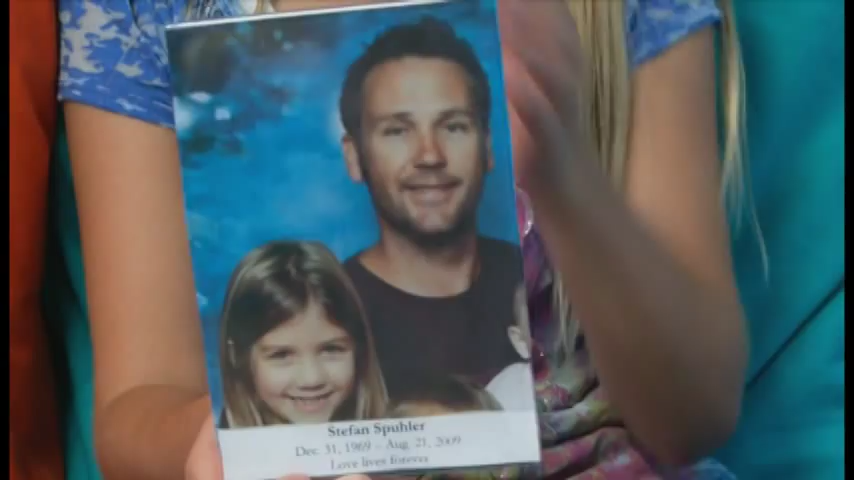 Stefan Spuhler
Dec. 31, 1969 - Aug. 21, 2009
Love lives forever